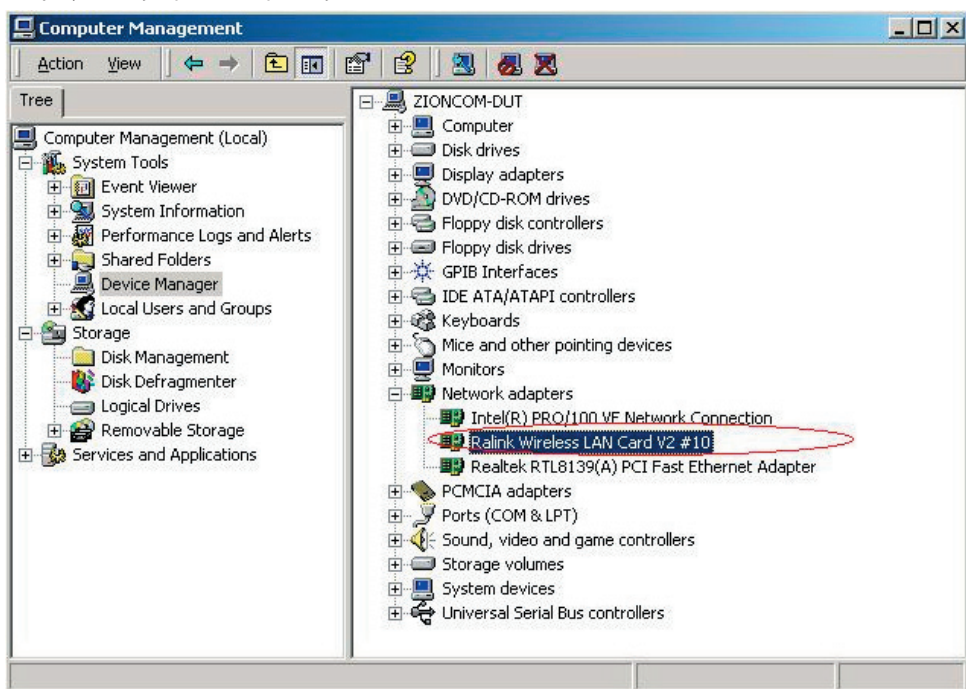 Computer Management
Action View
Tree
Computer Management (Local)
System Tools
Event Viewer
System Information
Performance Logs and Alerts
Shared Folders
Device Manager
Local Users and Groups
Storage
Disk Management
Disk Defragmenter
Logical Drives
Removable Storage
Services and Applications
ZIONCOM-DUT
Computer
Disk drives
Display adapters
DVD/CD-ROM drives
Floppy disk controllers
Floppy disk drives
GPIB Interfaces
IDE ATA/ATAPI controllers
Keyboards
Mice and other pointing devices
Monitors
Network adapters
Intel(R) PRO/100 VE Network Connection
Ralink Wireless LAN Card V2 #10
Realtek RTL8139(A) PCI Fast Ethernet Adapter
PCMCIA adapters
Ports (COM & LPT)
Sound, video and game controllers
Storage volumes
System devices
Universal Serial Bus controllers